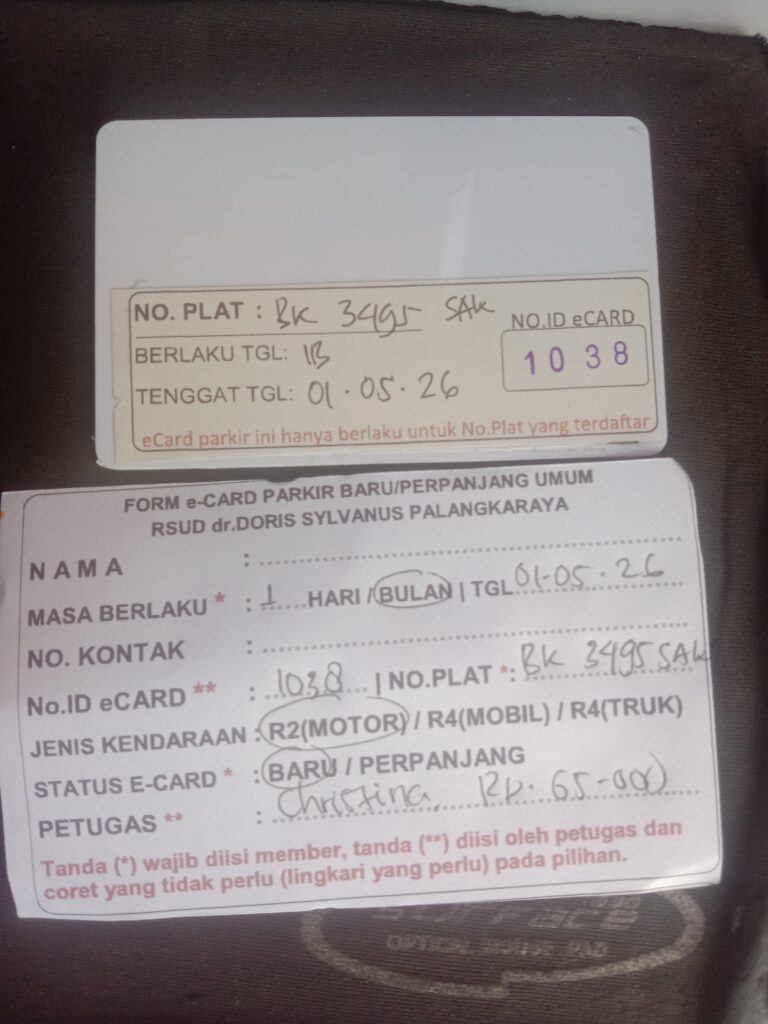 NO. PLAT : BK 3495 SAK
NO.ID eCARD
BERLAKU TGL: 1B
1038
TENGGAT TGL: 01.05.26
eCard parkir ini hanya berlaku untuk No.Plat yang terdaftar
FORM e-CARD PARKIR BARU/PERPANJANG UMUM
RSUD dr.DORIS SYLVANUS PALANGKARAYA
NAMA :
MASA BERLAKU * : 1 HARI / BULAN | TGL 01.05.26
NO. KONTAK :
No.ID eCARD ** : 1038 | NO.PLAT *: BK 3495 SAK
JENIS KENDARAAN : R2(MOTOR) / R4(MOBIL) / R4(TRUK)
STATUS E-CARD * : BARU / PERPANJANG
PETUGAS ** : Christina, Rp. 65.000
Tanda (*) wajib diisi member, tanda (**) diisi oleh petugas dan
coret yang tidak perlu (lingkari yang perlu) pada pilihan.
OPTICAL MOUSE PAD